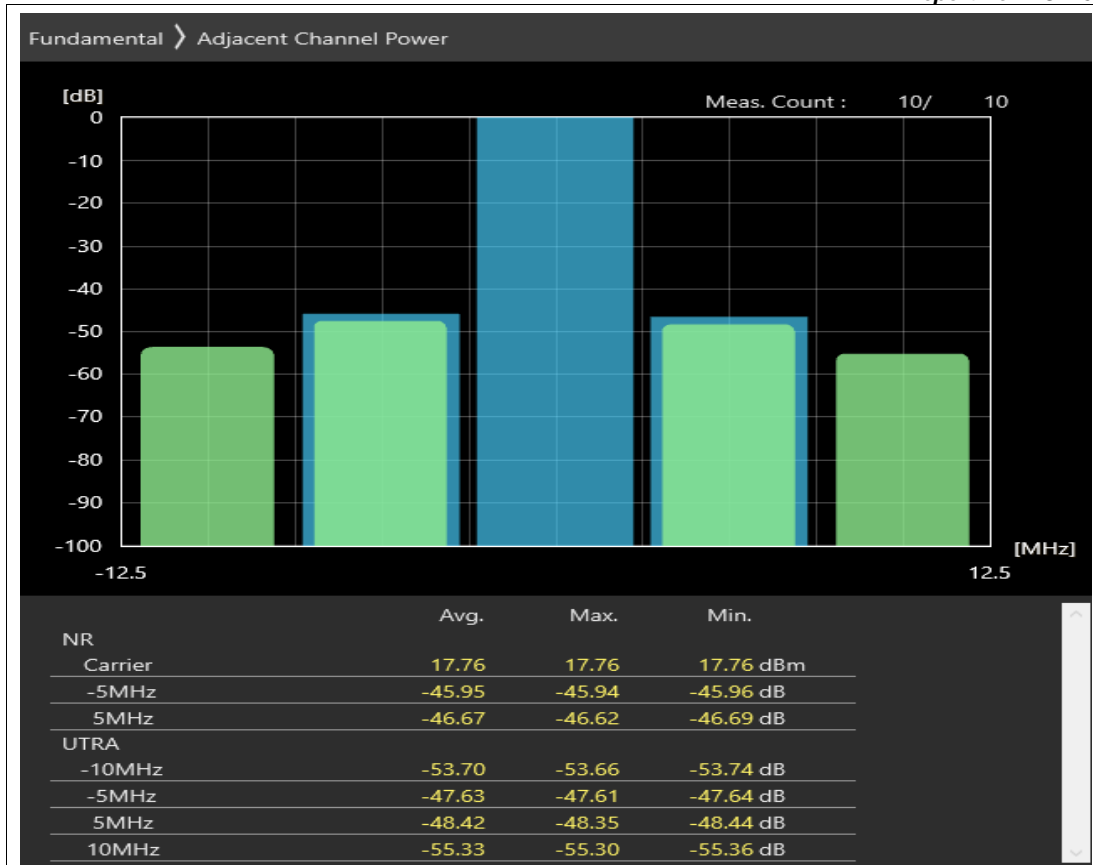 Fundamental ❯ Adjacent Channel Power
[dB]
Meas. Count : 10/ 10
0
-10
-20
-30
-40
-50
-60
-70
-80
-90
-100
[MHz]
-12.5 12.5
Avg. Max. Min.
NR
Carrier 17.76 17.76 17.76 dBm
-5MHz -45.95 -45.94 -45.96 dB
5MHz -46.67 -46.62 -46.69 dB
UTRA
-10MHz -53.70 -53.66 -53.74 dB
-5MHz -47.63 -47.61 -47.64 dB
5MHz -48.42 -48.35 -48.44 dB
10MHz -55.33 -55.30 -55.36 dB